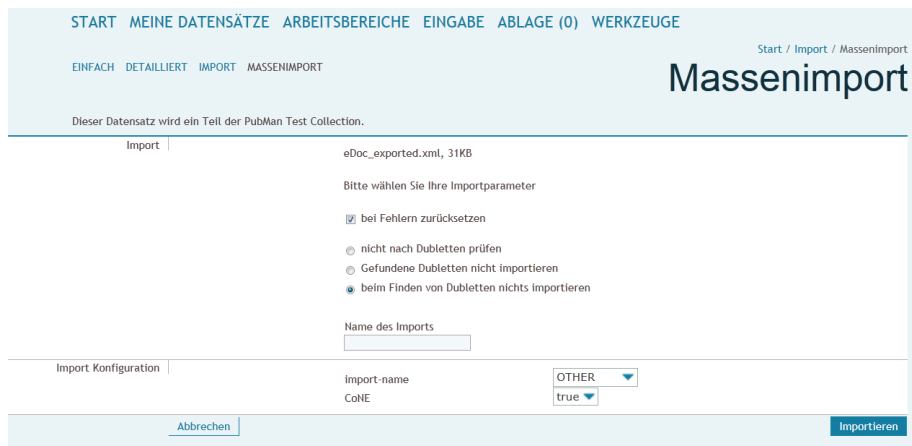 START MEINE DATENSÄTZE ARBEITSBEREICHE EINGABE ABLAGE (0) WERKZEUGE
Start / Import / Massenimport
EINFACH DETAILLIERT IMPORT MASSENIMPORT
Massenimport
Dieser Datensatz wird ein Teil der PubMan Test Collection.
Import
eDoc_exported.xml, 31KB
Bitte wählen Sie Ihre Importparameter
bei Fehlern zurücksetzen
nicht nach Dubletten prüfen
Gefundene Dubletten nicht importieren
beim Finden von Dubletten nichts importieren
Name des Imports
Import Konfiguration
import-name OTHER
CoNE true
Abbrechen Importieren